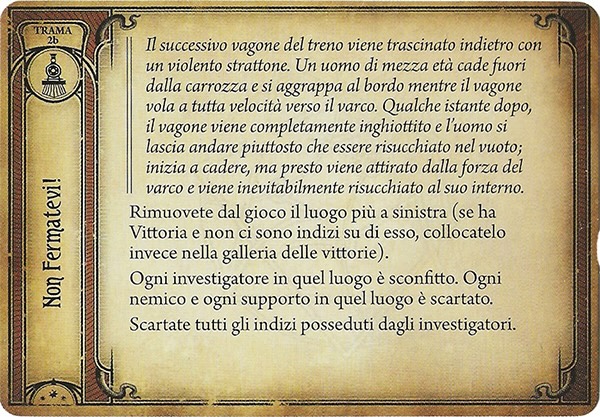 TRAMA
2b
Non Fermatevi!
Il successivo vagone del treno viene trascinato indietro con
un violento strattone. Un uomo di mezza età cade fuori
dalla carrozza e si aggrappa al bordo mentre il vagone
vola a tutta velocità verso il varco. Qualche istante dopo,
il vagone viene completamente inghiottito e l'uomo si
lascia andare piuttosto che essere risucchiato nel vuoto;
inizia a cadere, ma presto viene attirato dalla forza del
varco e viene inevitabilmente risucchiato al suo interno.
Rimuovete dal gioco il luogo più a sinistra (se ha
Vittoria e non ci sono indizi su di esso, collocatelo
invece nella galleria delle vittorie).
Ogni investigatore in quel luogo è sconfitto. Ogni
nemico e ogni supporto in quel luogo è scartato.
Scartate tutti gli indizi posseduti dagli investigatori.